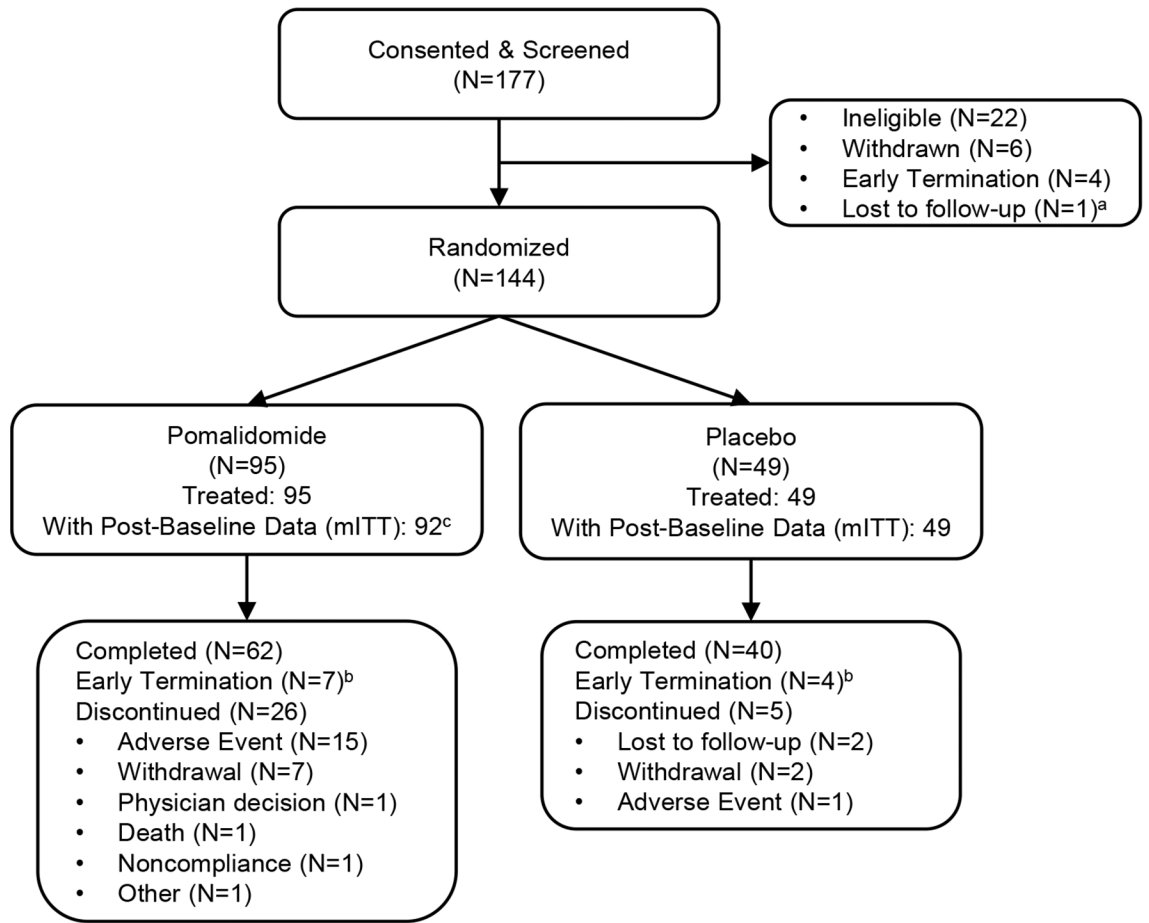 Consented & Screened
(N=177)
• Ineligible (N=22)
• Withdrawn (N=6)
• Early Termination (N=4)
• Lost to follow-up (N=1)ᵃ
Randomized
(N=144)
Pomalidomide
(N=95)
Treated: 95
With Post-Baseline Data (mITT): 92ᶜ
Placebo
(N=49)
Treated: 49
With Post-Baseline Data (mITT): 49
Completed (N=62)
Early Termination (N=7)ᵇ
Discontinued (N=26)
• Adverse Event (N=15)
• Withdrawal (N=7)
• Physician decision (N=1)
• Death (N=1)
• Noncompliance (N=1)
• Other (N=1)
Completed (N=40)
Early Termination (N=4)ᵇ
Discontinued (N=5)
• Lost to follow-up (N=2)
• Withdrawal (N=2)
• Adverse Event (N=1)